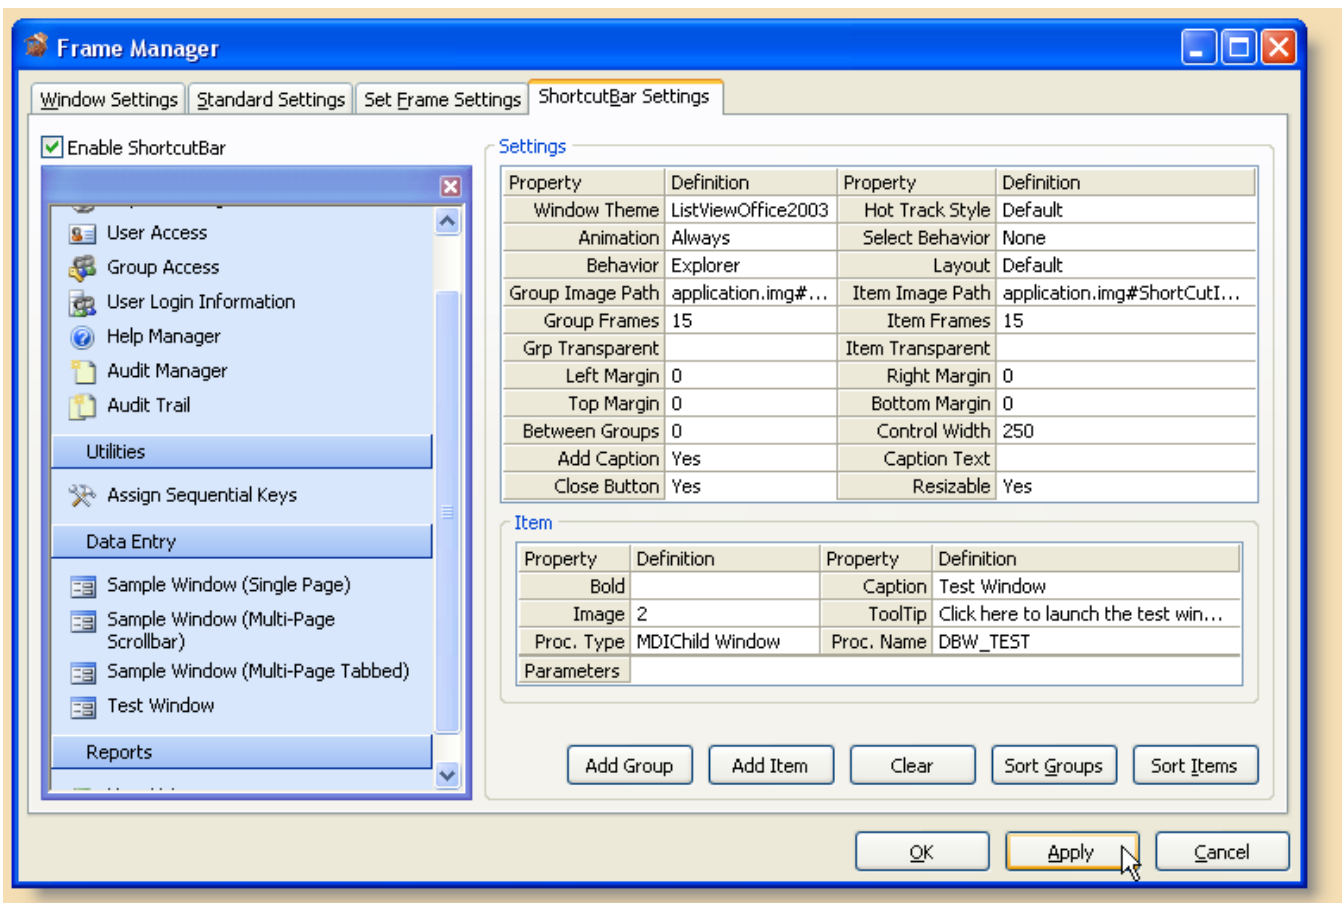 Frame Manager
Window Settings Standard Settings Set Frame Settings ShortcutBar Settings
Enable ShortcutBar
User Access
Group Access
User Login Information
Help Manager
Audit Manager
Audit Trail
Utilities
Assign Sequential Keys
Data Entry
Sample Window (Single Page)
Sample Window (Multi-Page
Scrollbar)
Sample Window (Multi-Page Tabbed)
Test Window
Reports
Settings
Property Definition Property Definition
Window Theme ListViewOffice2003 Hot Track Style Default
Animation Always Select Behavior None
Behavior Explorer Layout Default
Group Image Path application.img#... Item Image Path application.img#ShortCutI...
Group Frames 15 Item Frames 15
Grp Transparent Item Transparent
Left Margin 0 Right Margin 0
Top Margin 0 Bottom Margin 0
Between Groups 0 Control Width 250
Add Caption Yes Caption Text
Close Button Yes Resizable Yes
Item
Property Definition Property Definition
Bold Caption Test Window
Image 2 ToolTip Click here to launch the test win...
Proc. Type MDIChild Window Proc. Name DBW_TEST
Parameters
Add Group Add Item Clear Sort Groups Sort Items
OK Apply Cancel